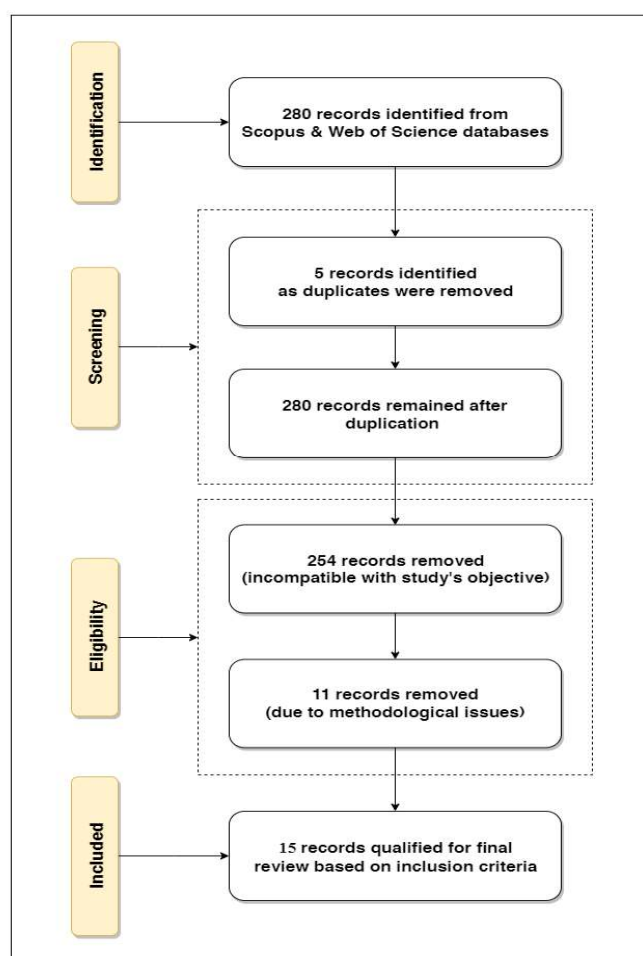 Identification
280 records identified from
Scopus & Web of Science databases
Screening
5 records identified
as duplicates were removed
280 records remained after
duplication
Eligibility
254 records removed
(incompatible with study's objective)
11 records removed
(due to methodological issues)
Included
15 records qualified for final
review based on inclusion criteria